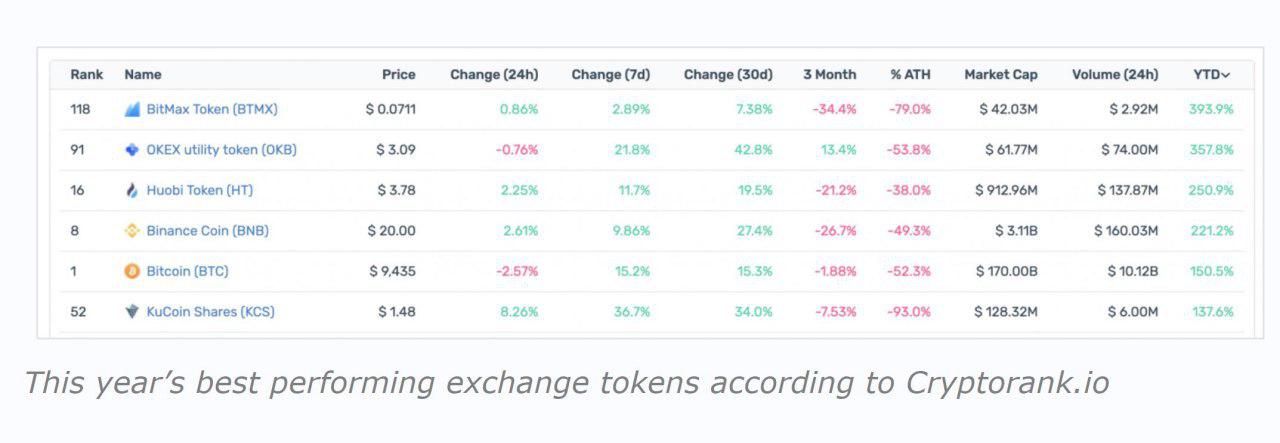 Rank Name Price Change (24h) Change (7d) Change (30d) 3 Month % ATH Market Cap Volume (24h) YTD
118 BitMax Token (BTMX) $ 0.0711 0.86% 2.89% 7.38% -34.4% -79.0% $ 42.03M $ 2.92M 393.9%
91 OKEX utility token (OKB) $ 3.09 -0.76% 21.8% 42.8% 13.4% -53.8% $ 61.77M $ 74.00M 357.8%
16 Huobi Token (HT) $ 3.78 2.25% 11.7% 19.5% -21.2% -38.0% $ 912.96M $ 137.87M 250.9%
8 Binance Coin (BNB) $ 20.00 2.61% 9.86% 27.4% -26.7% -49.3% $ 3.11B $ 160.03M 221.2%
1 Bitcoin (BTC) $ 9,435 -2.57% 15.2% 15.3% -1.88% -52.3% $ 170.00B $ 10.12B 150.5%
52 KuCoin Shares (KCS) $ 1.48 8.26% 36.7% 34.0% -7.53% -93.0% $ 128.32M $ 6.00M 137.6%
This year’s best performing exchange tokens according to Cryptorank.io